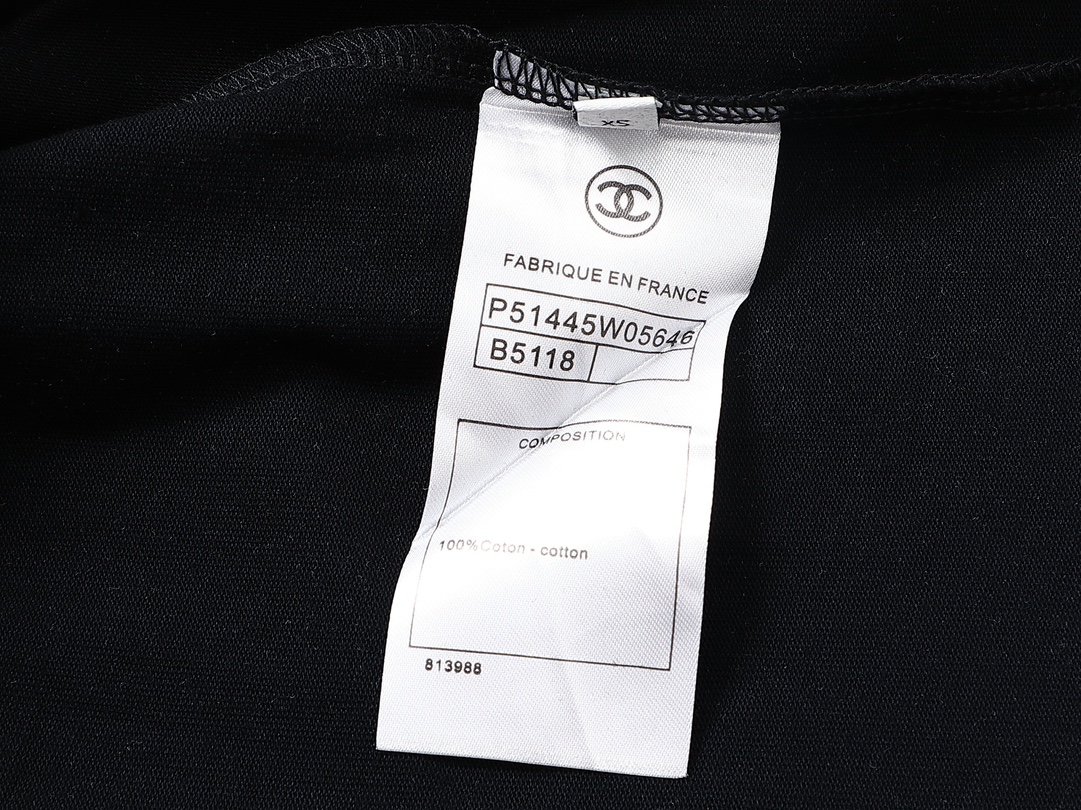 XS
FABRIQUE EN FRANCE
P51445W05646
B5118
COMPOSITION
100%Coton - cotton
813988